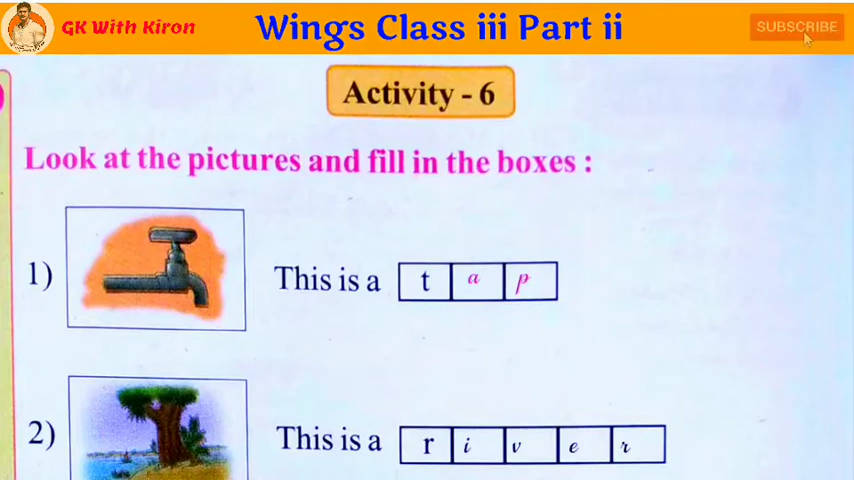 GK With Kiron
Wings Class iii Part ii
SUBSCRIBE
Activity - 6
Look at the pictures and fill in the boxes :
1) This is a t a p
2) This is a r i v e r